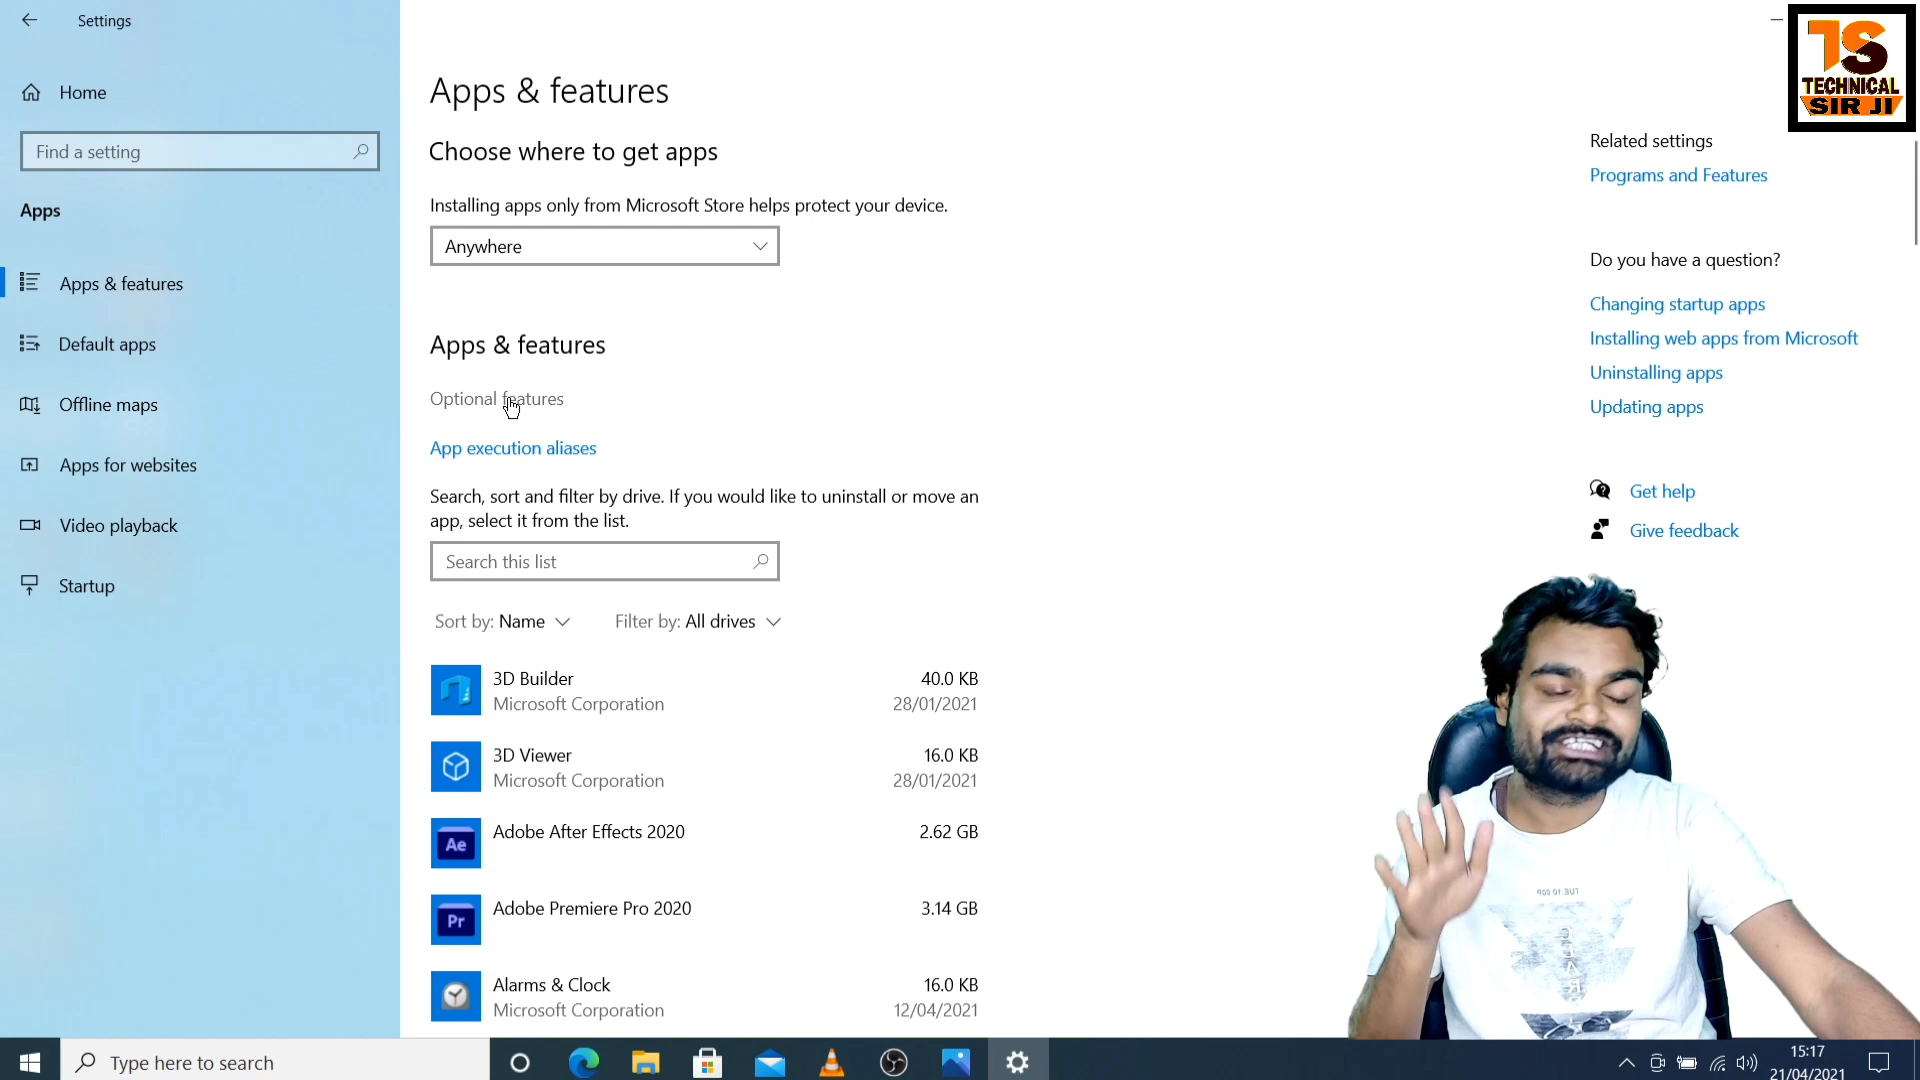 Settings
Home
Find a setting
Apps
Apps & features
Default apps
Offline maps
Apps for websites
Video playback
Startup
Apps & features
Choose where to get apps
Installing apps only from Microsoft Store helps protect your device.
Anywhere
Apps & features
Optional features
App execution aliases
Search, sort and filter by drive. If you would like to uninstall or move an
app, select it from the list.
Search this list
Sort by: Name
Filter by: All drives
3D Builder 40.0 KB
Microsoft Corporation 28/01/2021
3D Viewer 16.0 KB
Microsoft Corporation 28/01/2021
Ae
Adobe After Effects 2020 2.62 GB
Pr
Adobe Premiere Pro 2020 3.14 GB
Alarms & Clock 16.0 KB
Microsoft Corporation 12/04/2021
TS
TECHNICAL
SIR JI
Related settings
Programs and Features
Do you have a question?
Changing startup apps
Installing web apps from Microsoft
Uninstalling apps
Updating apps
Get help
Give feedback
Type here to search
15:17
21/04/2021